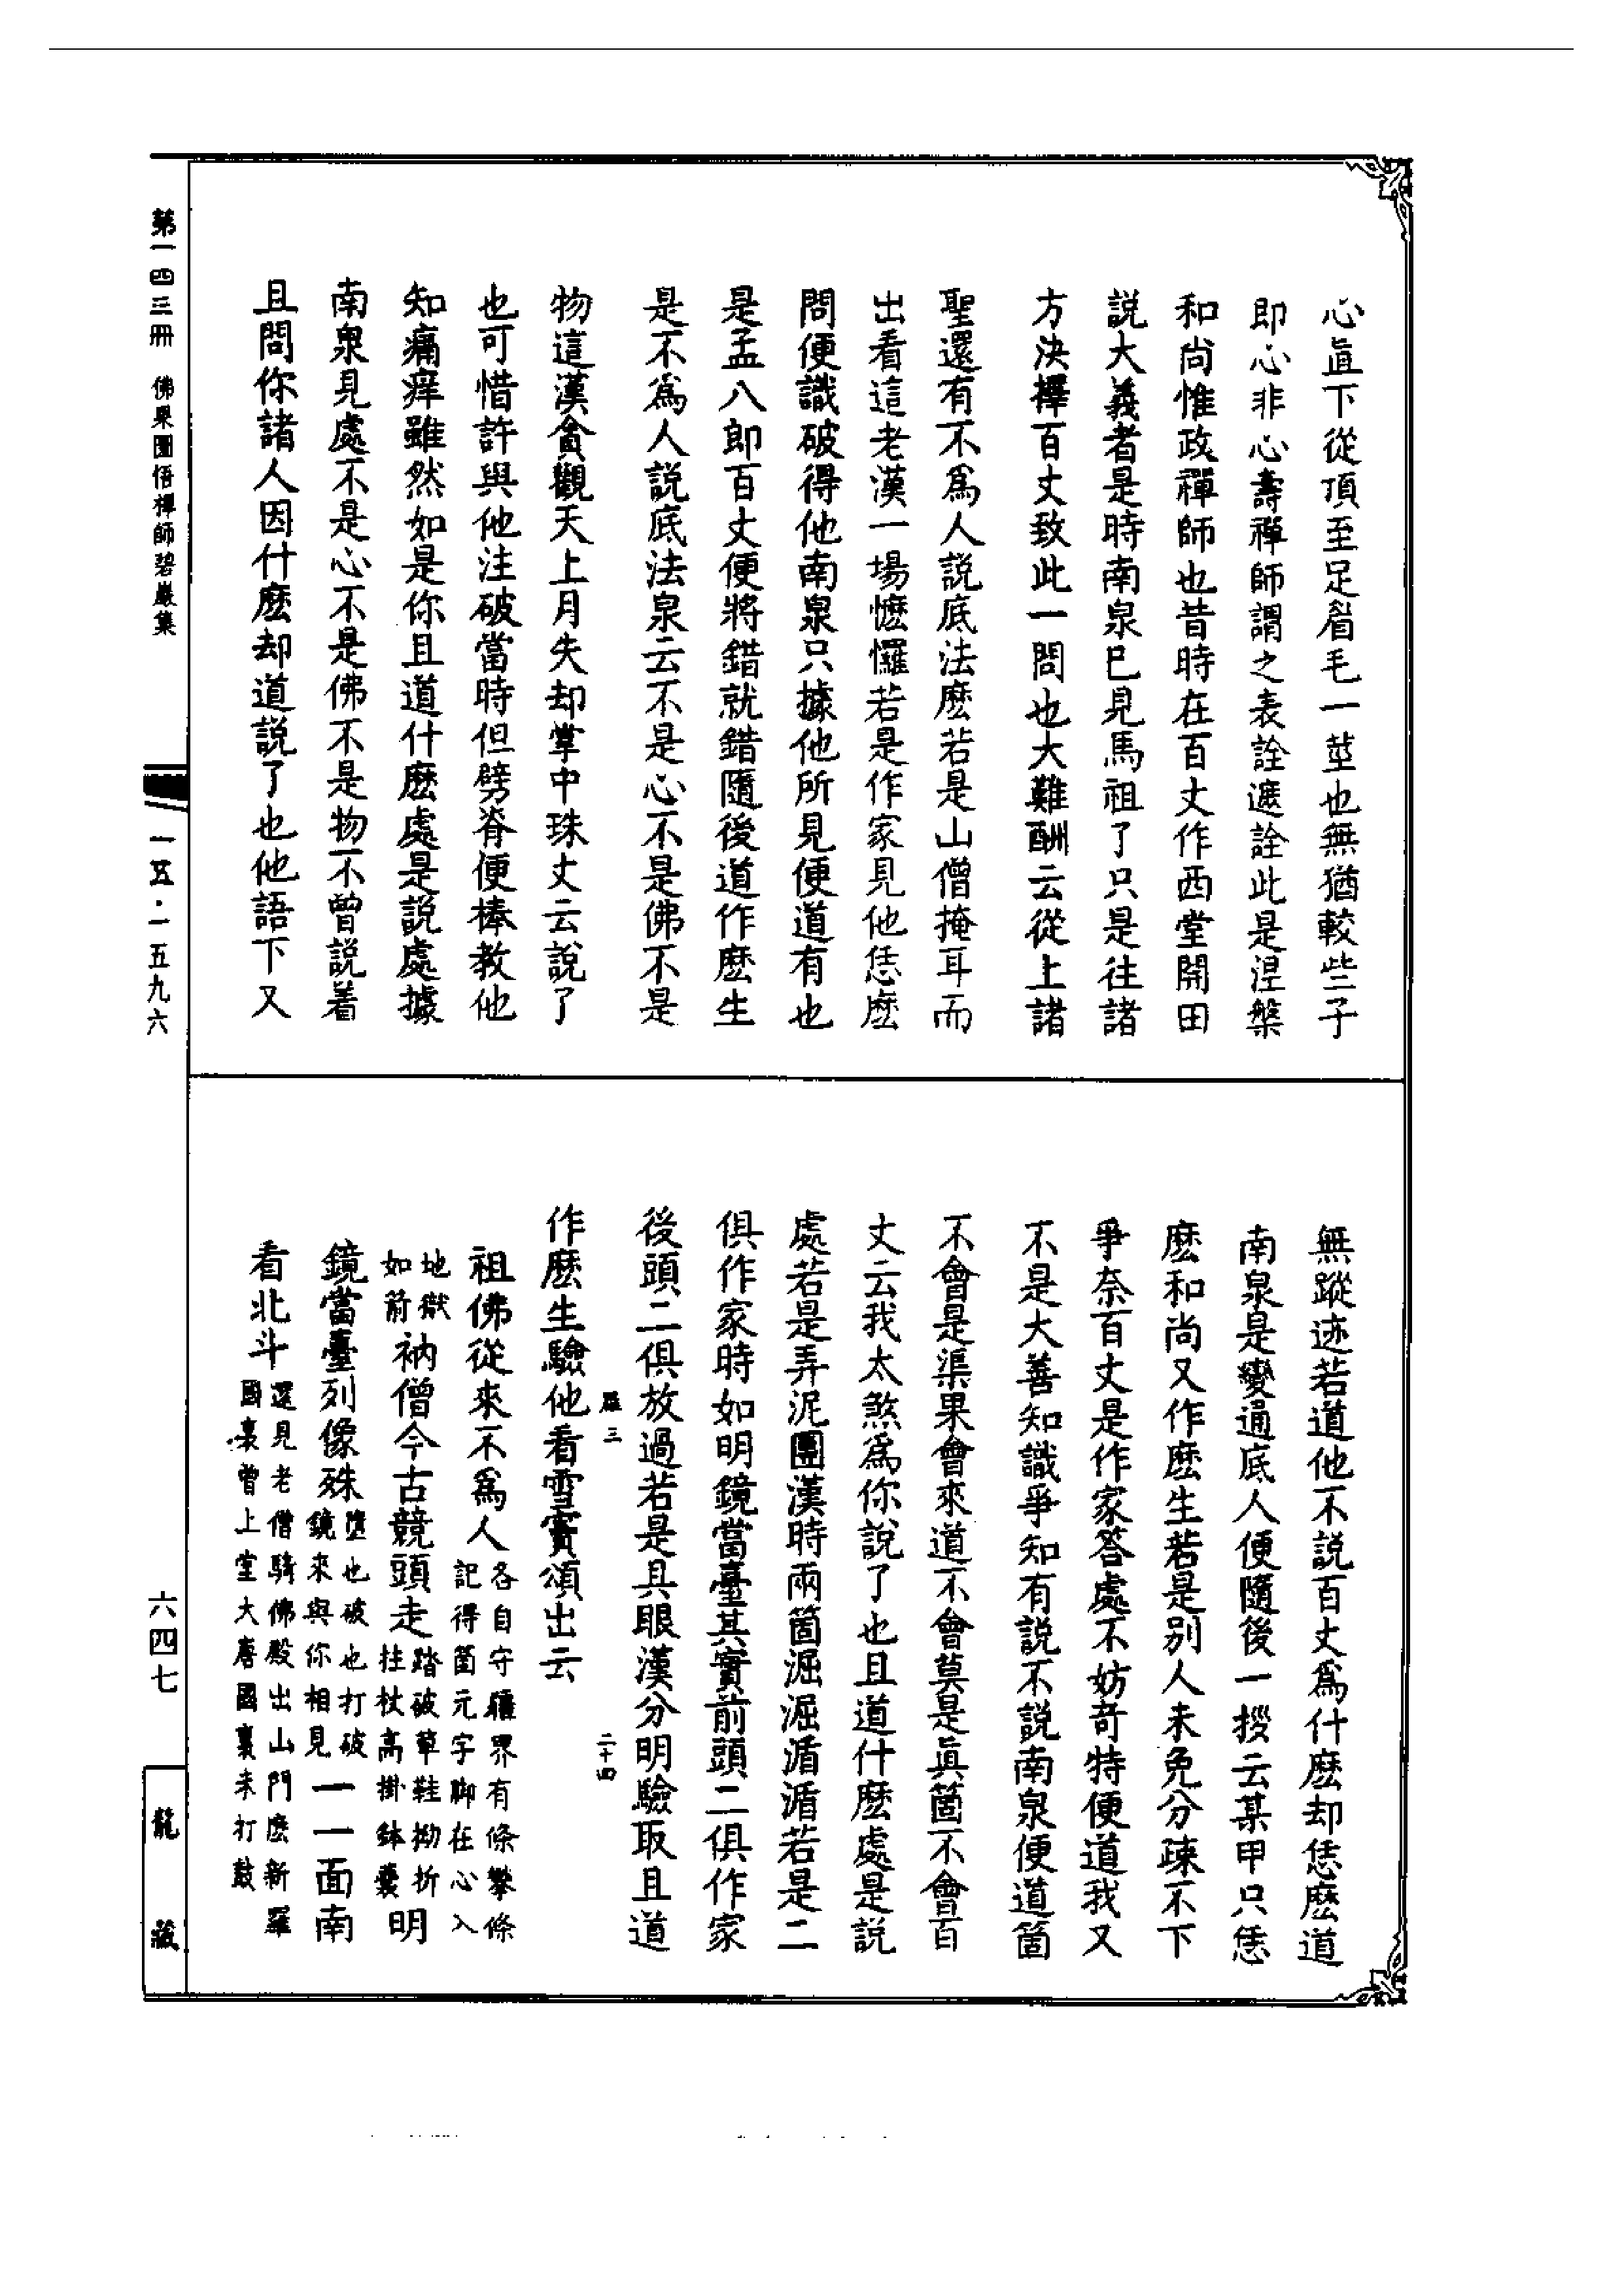 心直下從頂至足眉毛一莖也無猶較些子
即心非心壽禪師謂之表詮遮詮此是涅槃
和尚惟政禪師也昔時在百丈作西堂開田
說大義者是時南泉已見馬祖了只是往諸
方決擇百丈致此一問也大難酬云從上諸
聖還有不爲人說底法麽若是山僧掩耳而
出看這老漢一場懡㦬若是作家見他恁麽
問便識破得他南泉只據他所見便道有也
是孟八郎百丈便將錯就錯隨後道作麽生
是不爲人說底法泉云不是心不是佛不是
物這漢貪觀天上月失却掌中珠丈云說了
也可惜許與他注破當時但劈脊便棒教他
知痛痒雖然如是你且道什麽處是說處據
南泉見處不是心不是佛不是物不曾說着
且問你諸人因什麽却道說了也他語下又
無蹤迹若道他不說百丈爲什麽却恁麽道
南泉是變通底人便隨後一拶云某甲只恁
麽和尚又作麽生若是別人未免分疎不下
爭奈百丈是作家答處不妨奇特便道我又
不是大善知識爭知有說不說南泉便道箇
不會是渠果會來道不會莫是眞箇不會百
丈云我太煞爲你說了也且道什麽處是說
處若是弄泥團漢時兩箇漝漝湻湻若是二
俱作家時如明鏡當臺其實前頭二俱作家
後頭二俱放過若是具眼漢分明驗取且道
羅三 二十四
作麽生驗他看雪竇頌出云
祖佛從來不爲人各自守疆界有條攀條記得箇元字脚在心入
地獄如箭衲僧今古競頭走踏破草鞋拗折拄杖高掛鉢囊明
鏡當臺列像殊墮也破也打破鏡來與你相見一一面南
看北斗還見老僧騎佛殿出山門麽新羅國裏曾上堂大唐國裏未打鼓
第一四三冊 佛果圜悟禪師碧巖集
一五·一五九六
六四七
龍藏